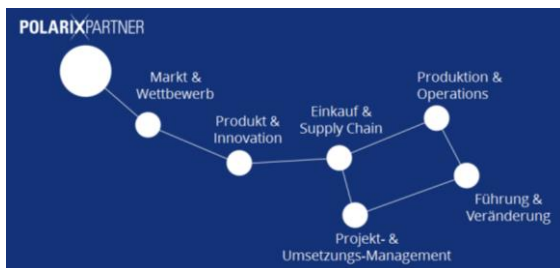 POLARIXPARTNER
Markt &
Wettbewerb
Produkt &
Innovation
Einkauf &
Supply Chain
Produktion &
Operations
Führung &
Veränderung
Projekt- &
Umsetzungs-Management